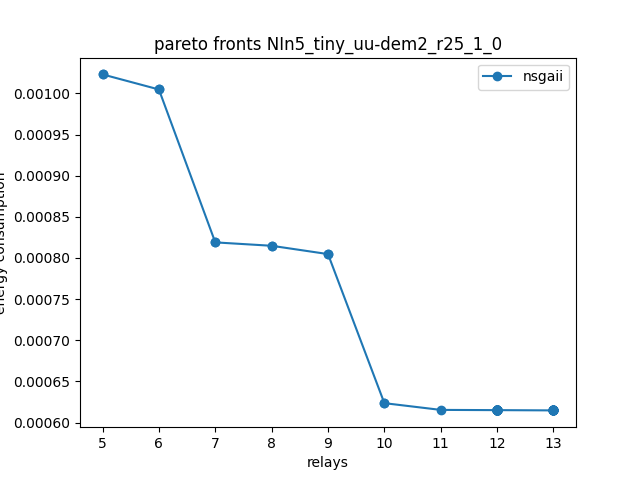 pareto fronts NIn5_tiny_uu-dem2_r25_1_0
nsgaii
0.00100
0.00095
0.00090
0.00085
0.00080
0.00075
0.00070
0.00065
0.00060
energy consumption
5 6 7 8 9 10 11 12 13
relays